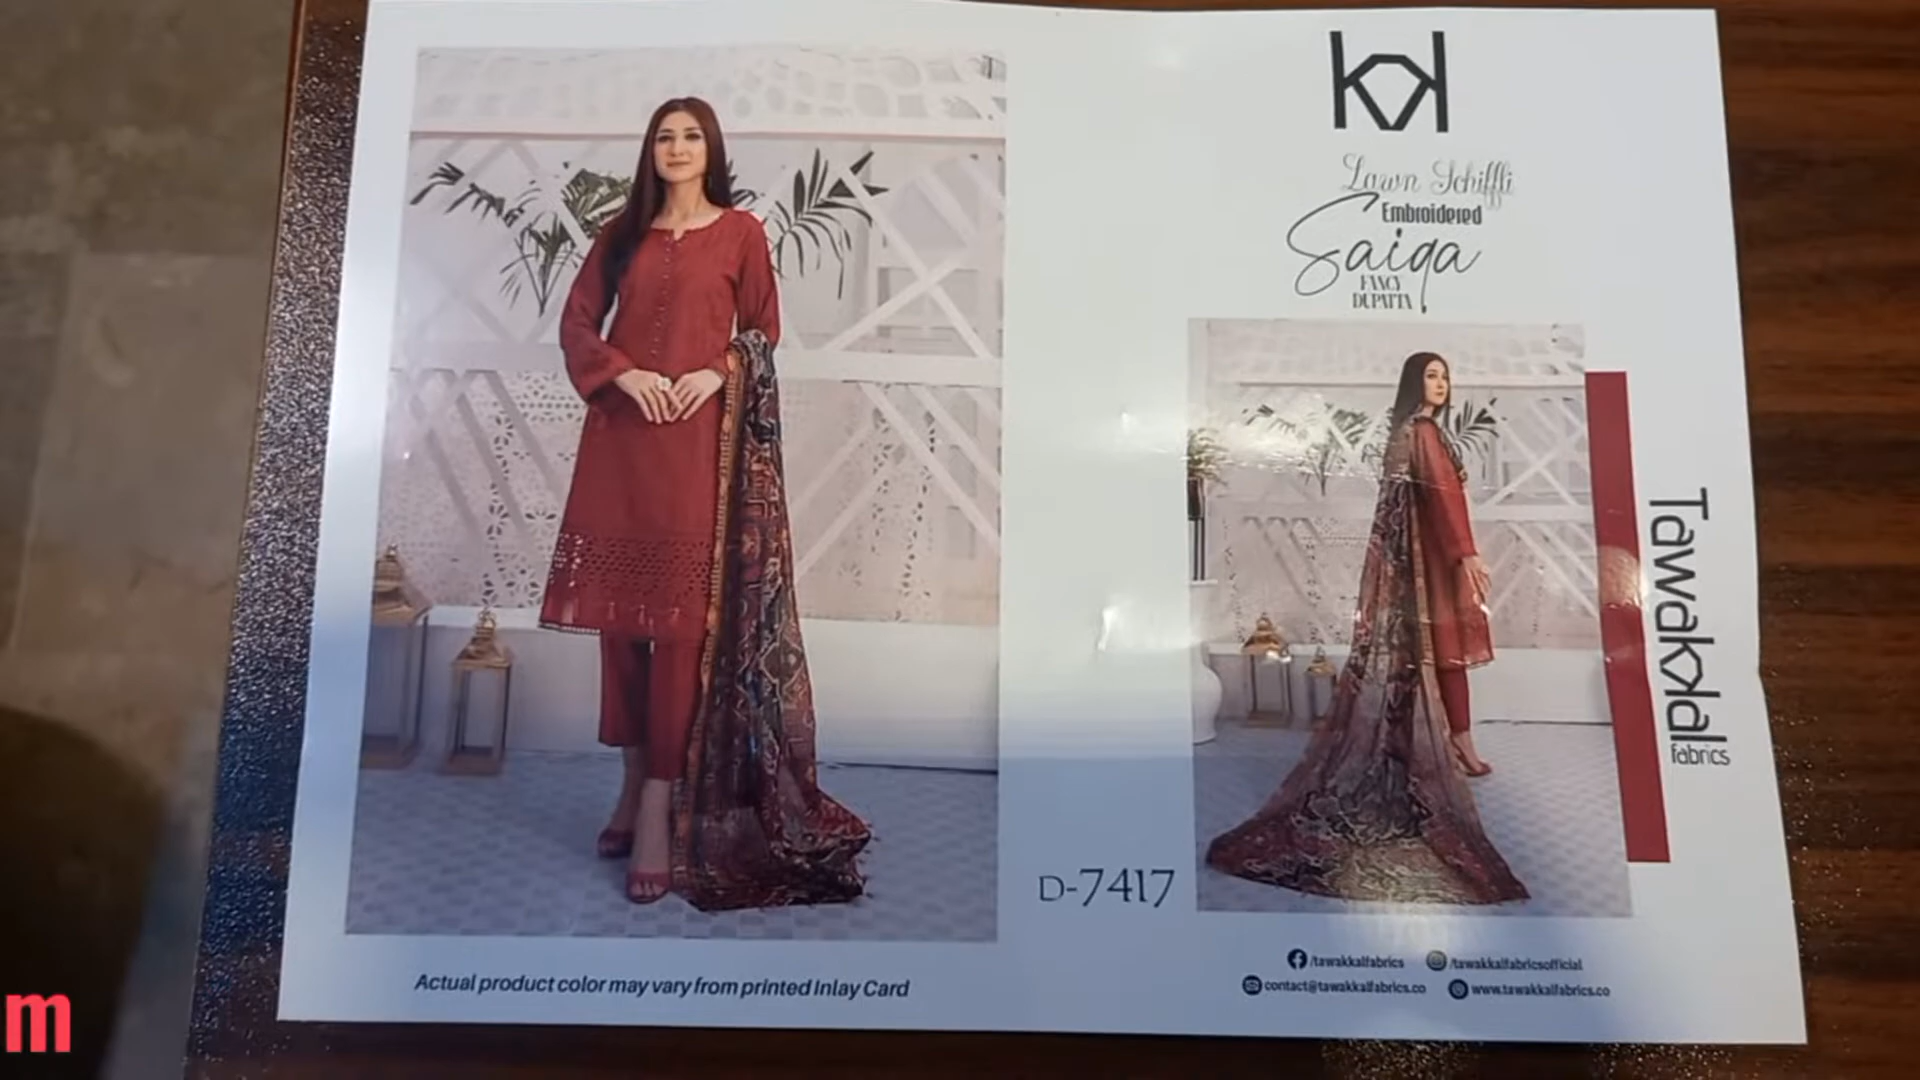 Lawn Schiffli
Embroidered
Saiqa
FANCY
DUPATTA
Tawakkal
fabrics
D-7417
/tawakkalfabrics /tawakkalfabricsofficial
contact@tawakkalfabrics.co www.tawakkalfabrics.co
Actual product color may vary from printed Inlay Card
m